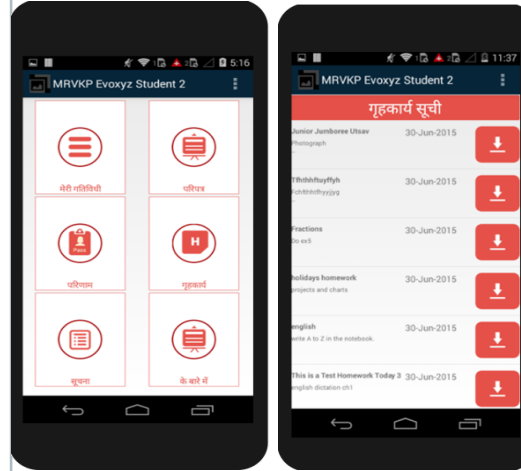 5:16
MRVKP Evoxyz Student 2
मेरी गतिविधी
परिपत्र
Pass
परिणाम
H
गृहकार्य
सूचना
के बारे में
11:37
MRVKP Evoxyz Student 2
गृहकार्य सूची
Junior Jumboree Utsav 30-Jun-2015
Photograph
Tfhthhftuyffyh 30-Jun-2015
Fchfthhtfhyyjjyg
Fractions 30-Jun-2015
Do ex5
holidays homework 30-Jun-2015
projects and charts
english 30-Jun-2015
write A to Z in the notebook.
This is a Test Homework Today 3 30-Jun-2015
english dictation ch1